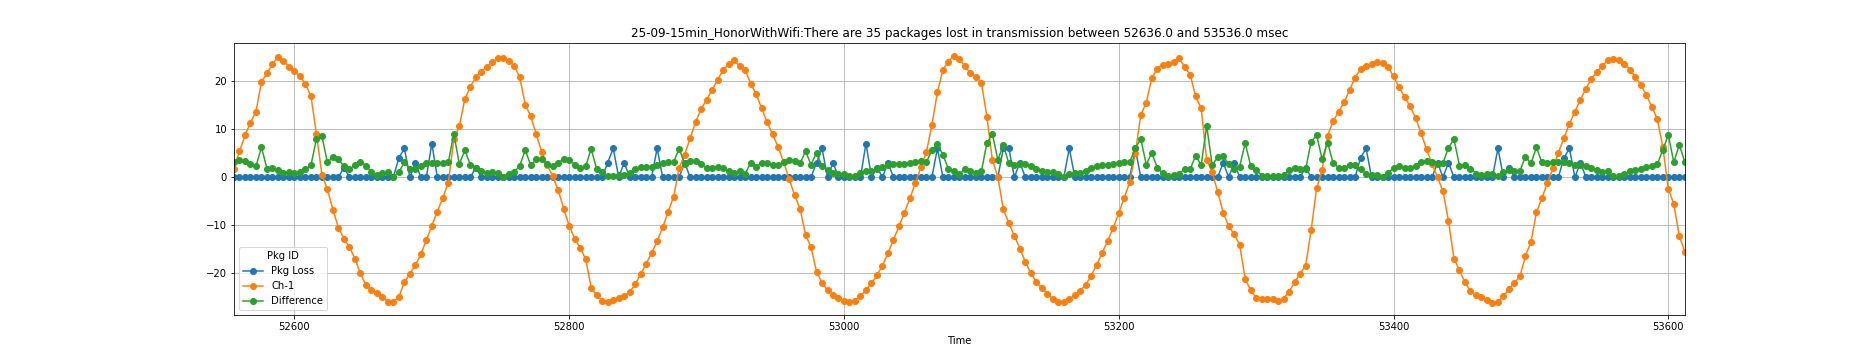 25-09-15min_HonorWithWifi:There are 35 packages lost in transmission between 52636.0 and 53536.0 msec
20
10
0
−10
−20
Pkg ID
Pkg Loss
Ch-1
Difference
52600 52800 53000 53200 53400 53600
Time